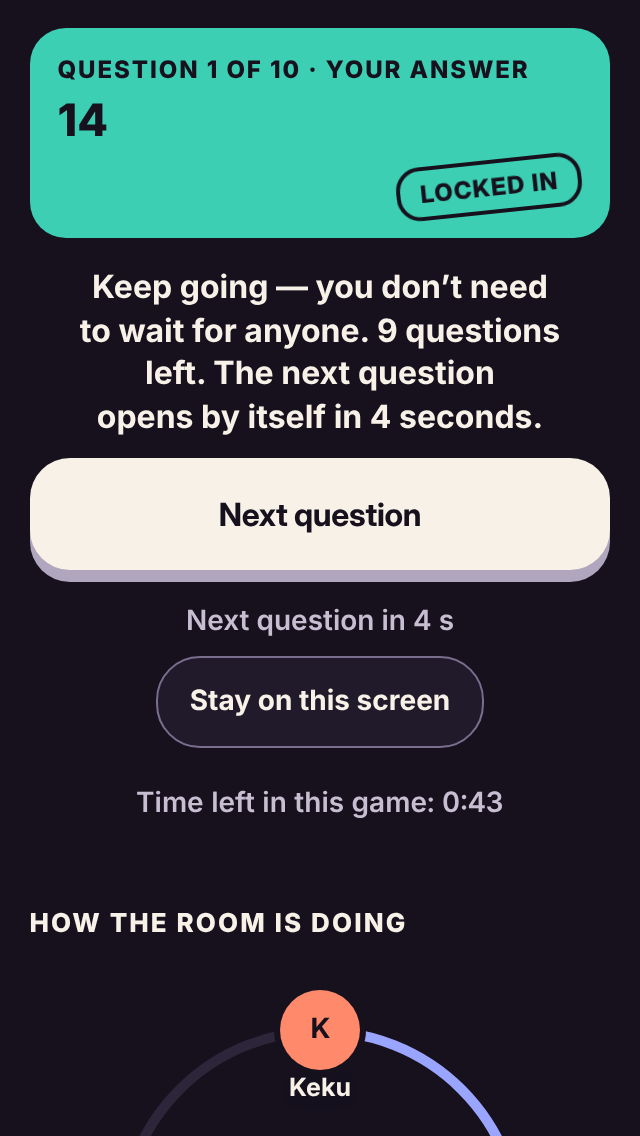 QUESTION 1 OF 10 · YOUR ANSWER
14
LOCKED IN
Keep going — you don’t need
to wait for anyone. 9 questions
left. The next question
opens by itself in 4 seconds.
Next question
Next question in 4 s
Stay on this screen
Time left in this game: 0:43
HOW THE ROOM IS DOING
K
Keku